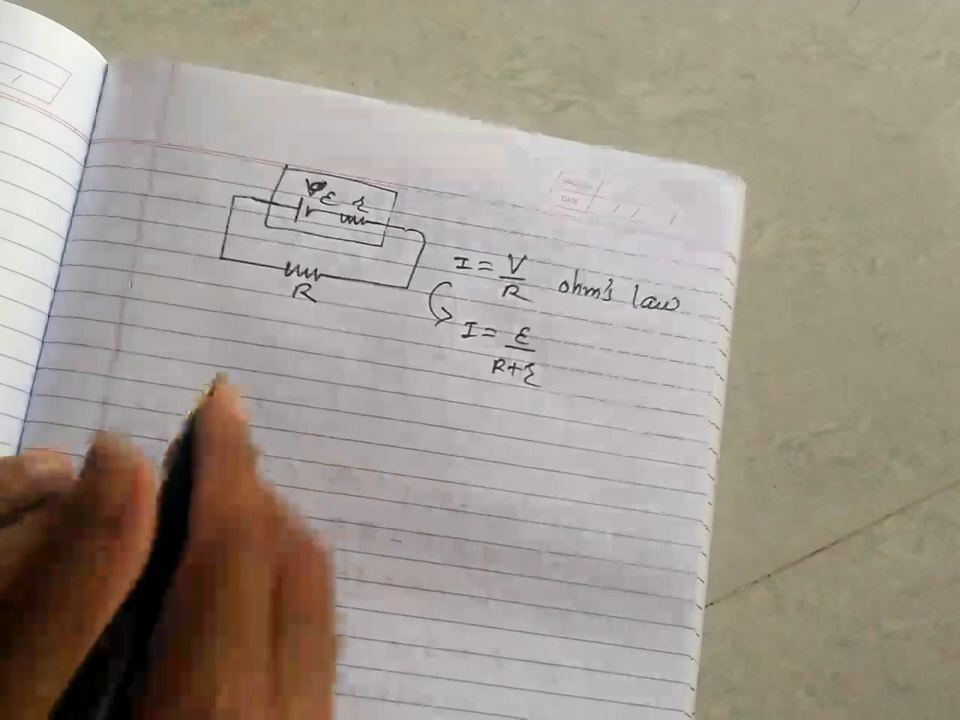 ε r
R
I = V/R ohm's law
I = ε/R+r